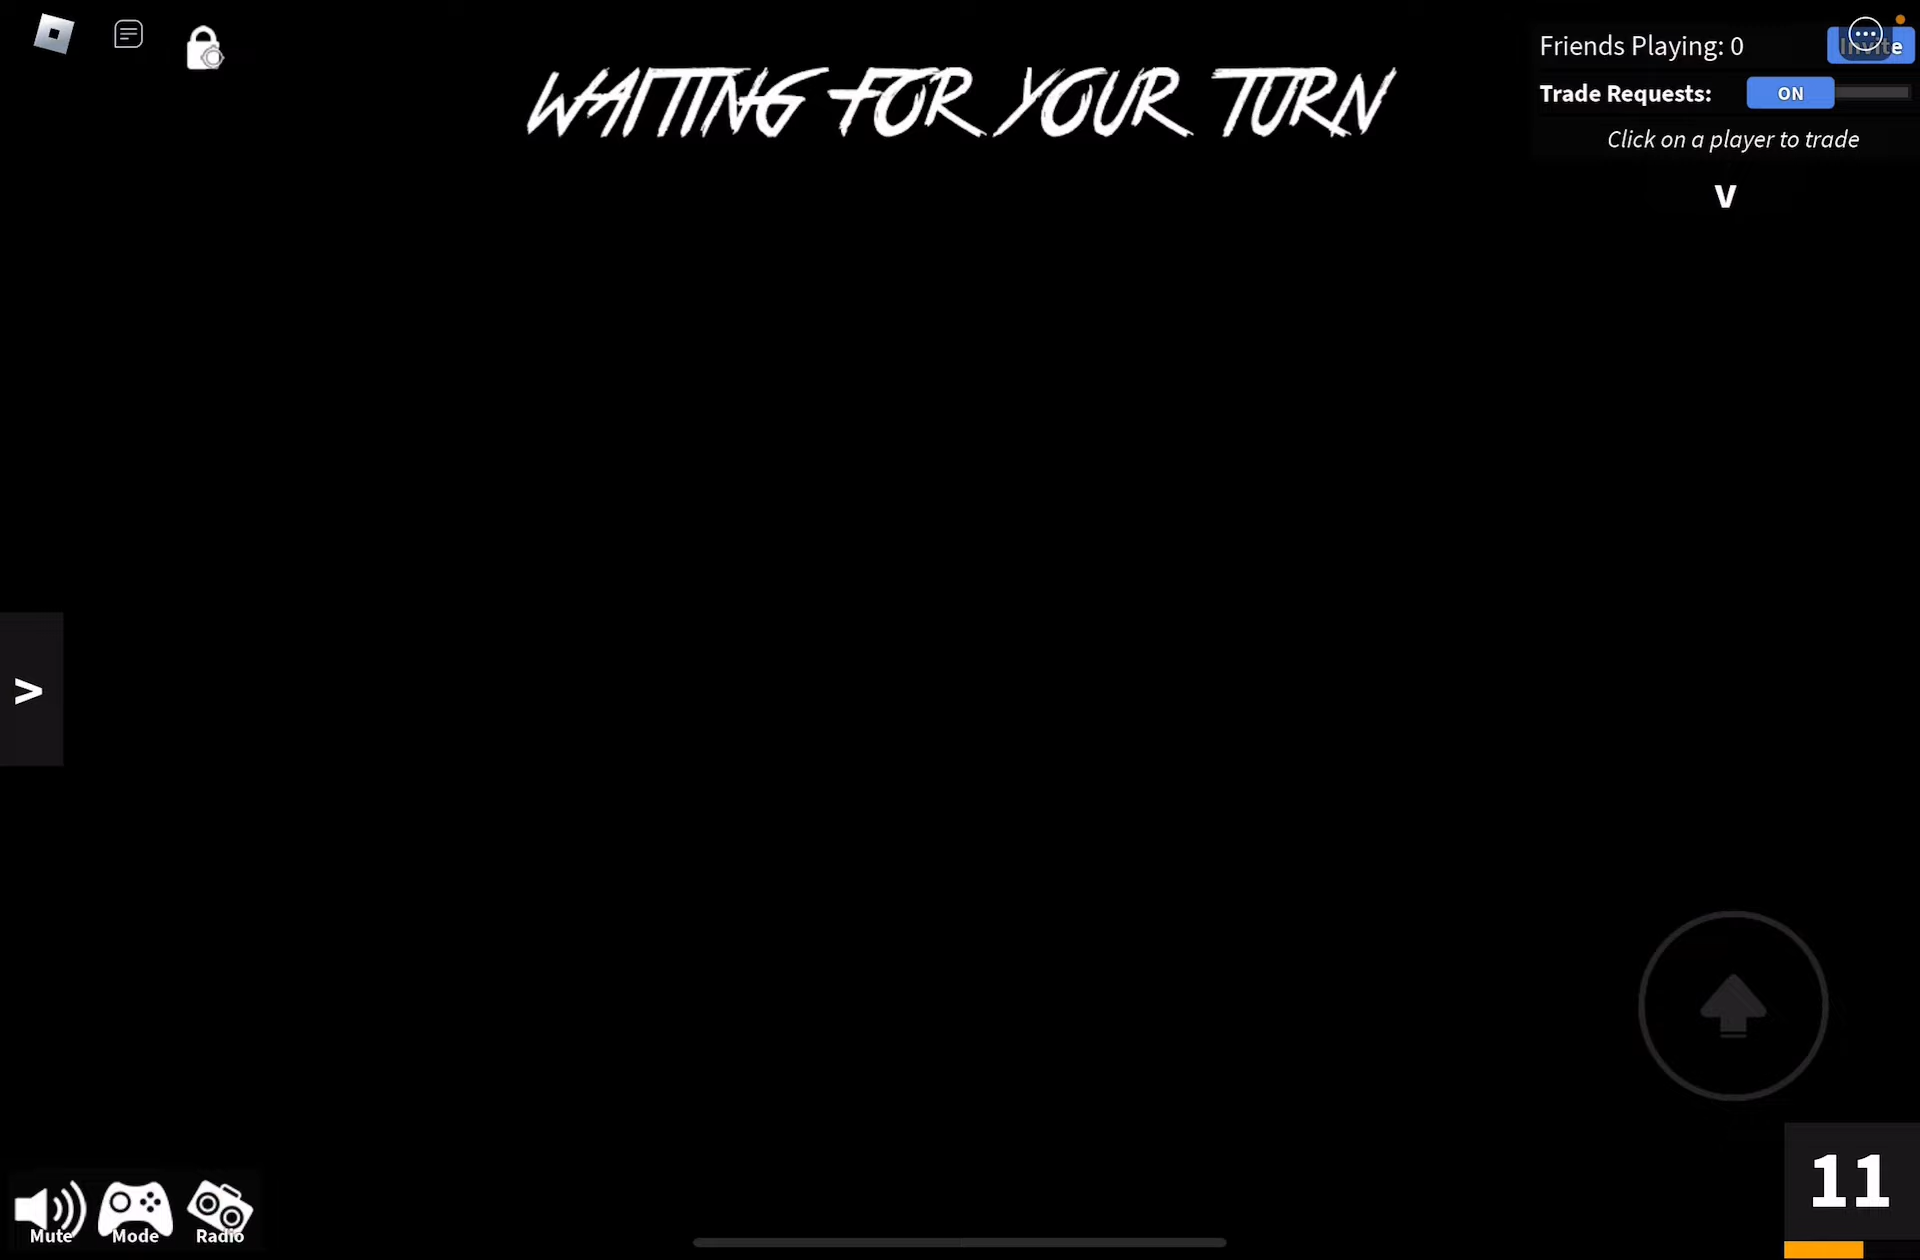 WAITING FOR YOUR TURN
Friends Playing: 0
Invite
Trade Requests: ON
Click on a player to trade
V
>
Mute
Mode
Radio
11